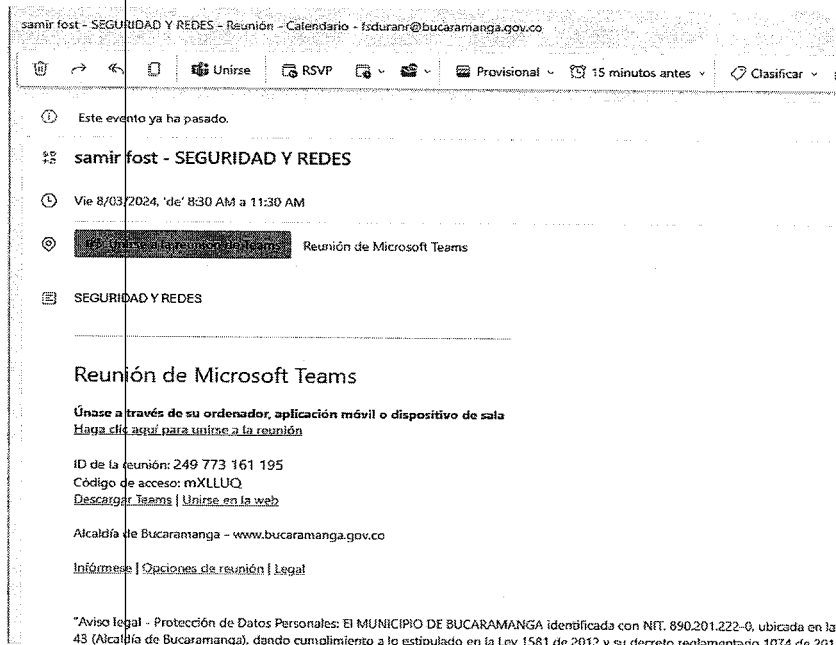 samir fost - SEGURIDAD Y REDES - Reunión - Calendario - fsduranr@bucaramanga.gov.co
Unirse RSVP Provisional 15 minutos antes Clasificar
Este evento ya ha pasado.
samir fost - SEGURIDAD Y REDES
Vie 8/03/2024, 'de' 8:30 AM a 11:30 AM
Unirse a la reunión de Teams Reunión de Microsoft Teams
SEGURIDAD Y REDES
Reunión de Microsoft Teams
Únase a través de su ordenador, aplicación móvil o dispositivo de sala
Haga clic aquí para unirse a la reunión
ID de la reunión: 249 773 161 195
Código de acceso: mXLLUQ
Descargar Teams | Unirse en la web
Alcaldía de Bucaramanga - www.bucaramanga.gov.co
Infórmese | Opciones de reunión | Legal
"Aviso legal - Protección de Datos Personales: El MUNICIPIO DE BUCARAMANGA identificada con NIT. 890.201.222-0, ubicada en la
43 (Alcaldía de Bucaramanga), dando cumplimiento a lo estipulado en la Ley 1581 de 2012 y su decreto reglamentario 1074 de 201